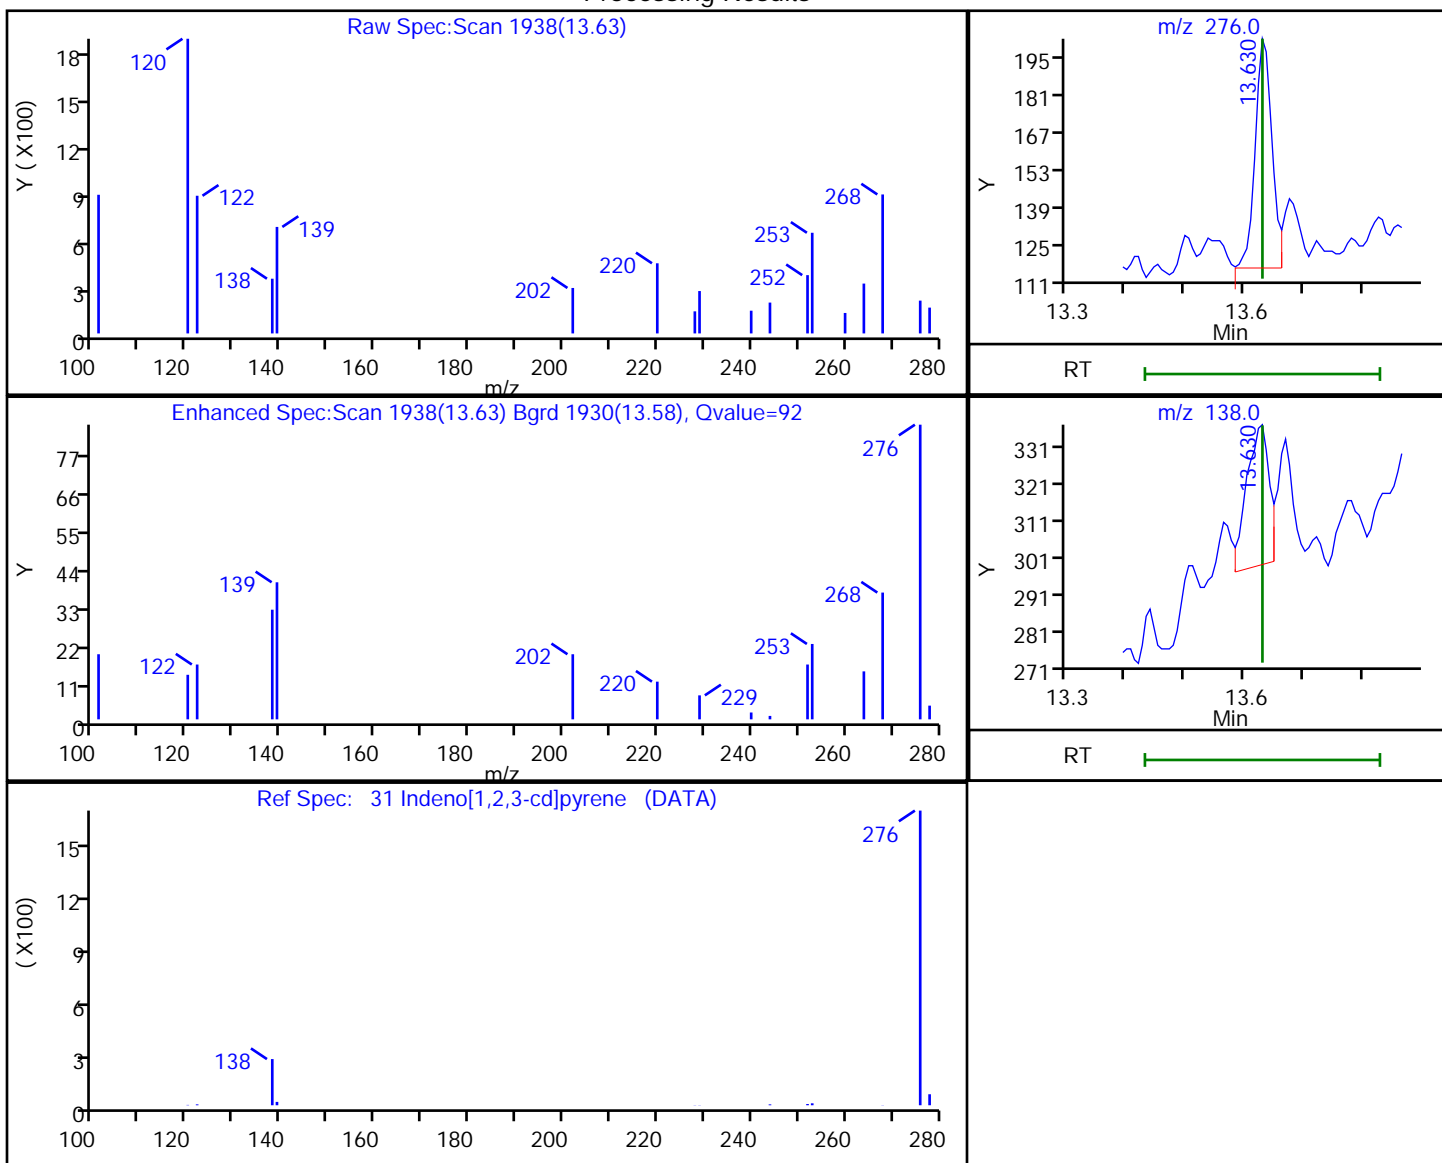 Processing Results
Raw Spec:Scan 1938(13.63)
Y ( X100)
18
15
12
9
6
3
0
120
122
138
139
202
220
252
253
268
100 120 140 160 180 200 220 240 260 280
m/z
m/z 276.0
Y
195
181
167
153
139
125
111
13.630
13.3 13.6
Min
RT
Enhanced Spec:Scan 1938(13.63) Bgrd 1930(13.58), Qvalue=92
Y
77
66
55
44
33
22
11
0
122
139
202
220
229
253
268
276
100 120 140 160 180 200 220 240 260 280
m/z
m/z 138.0
Y
331
321
311
301
291
281
271
13.630
13.3 13.6
Min
RT
Ref Spec: 31 Indeno[1,2,3-cd]pyrene (DATA)
( X100)
15
12
9
6
3
0
138
276
100 120 140 160 180 200 220 240 260 280